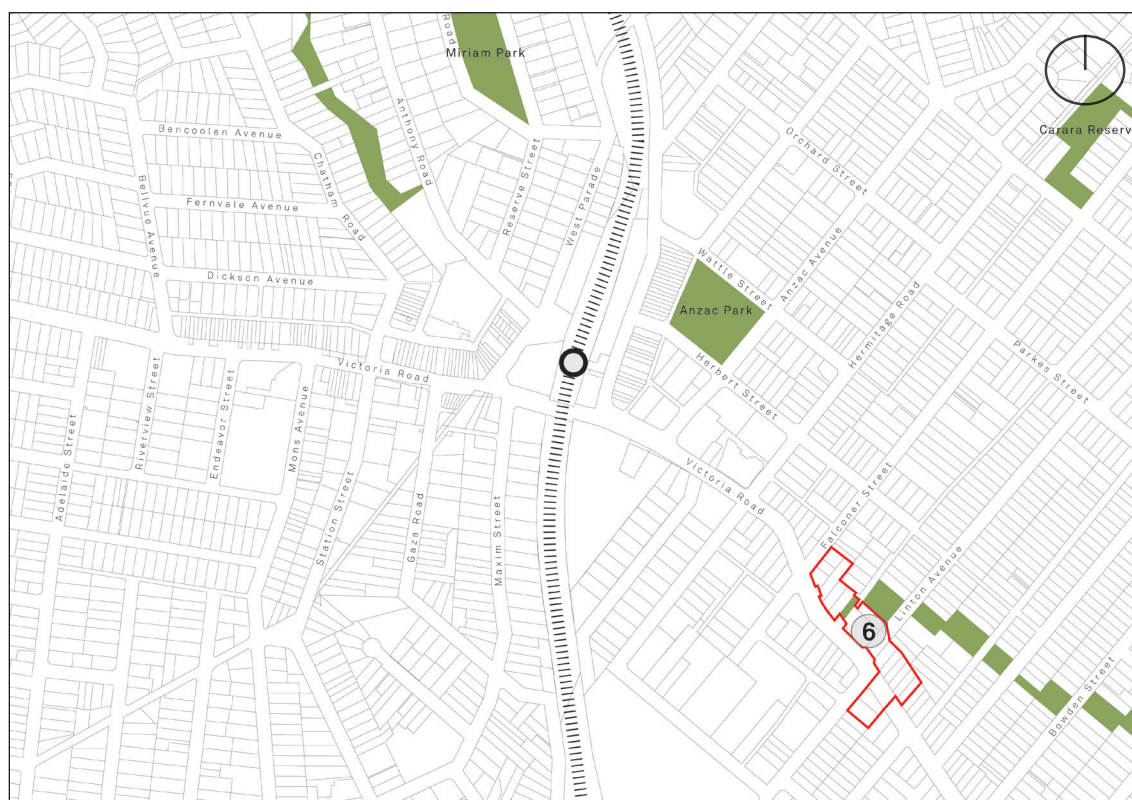 Road
Miriam Park
Carara Reserv
Bencoolen Avenue
Anthony Road
Orchard Street
Chatham Road
Reserve Street
West Parade
Bellvue Avenue
Fernvale Avenue
Wattle Street
Anzac Avenue
Dickson Avenue
Anzac Park
Hermitage Road
Parkes Street
Victoria Road
Herbert Street
Riverview Street
Endeavor Street
Mons Avenue
Adelaide Street
Station Street
Gaza Road
Maxim Street
Victoria Road
Falconer Street
Linton Avenue
6
Bowden Street